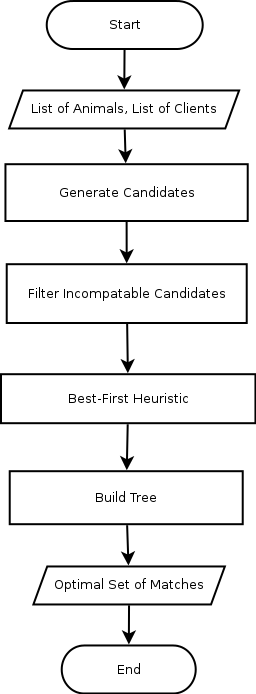 Start
List of Animals, List of Clients
Generate Candidates
Filter Incompatable Candidates
Best-First Heuristic
Build Tree
Optimal Set of Matches
End